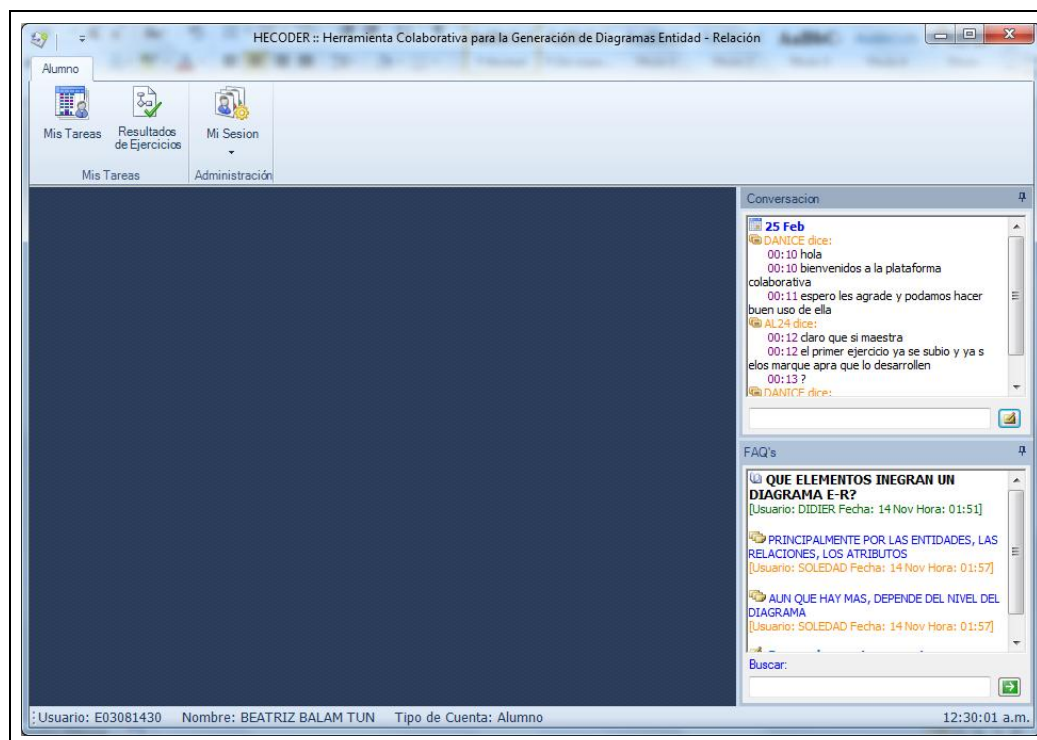 HECODER :: Herramienta Colaborativa para la Generación de Diagramas Entidad - Relación
Alumno
Mis Tareas
Resultados
de Ejercicios
Mi Sesion
Mis Tareas
Administración
Conversacion
25 Feb
DANICE dice:
00:10 hola
00:10 bienvenidos a la plataforma
colaborativa
00:11 espero les agrade y podamos hacer
buen uso de ella
AL24 dice:
00:12 claro que si maestra
00:12 el primer ejercicio ya se subio y ya s
elos marque apra que lo desarrollen
00:13 ?
DANICE dice:
FAQ's
QUE ELEMENTOS INEGRAN UN
DIAGRAMA E-R?
[Usuario: DIDIER Fecha: 14 Nov Hora: 01:51]
PRINCIPALMENTE POR LAS ENTIDADES, LAS
RELACIONES, LOS ATRIBUTOS
[Usuario: SOLEDAD Fecha: 14 Nov Hora: 01:57]
AUN QUE HAY MAS, DEPENDE DEL NIVEL DEL
DIAGRAMA
[Usuario: SOLEDAD Fecha: 14 Nov Hora: 01:57]
Buscar:
Usuario: E03081430 Nombre: BEATRIZ BALAM TUN Tipo de Cuenta: Alumno 12:30:01 a.m.